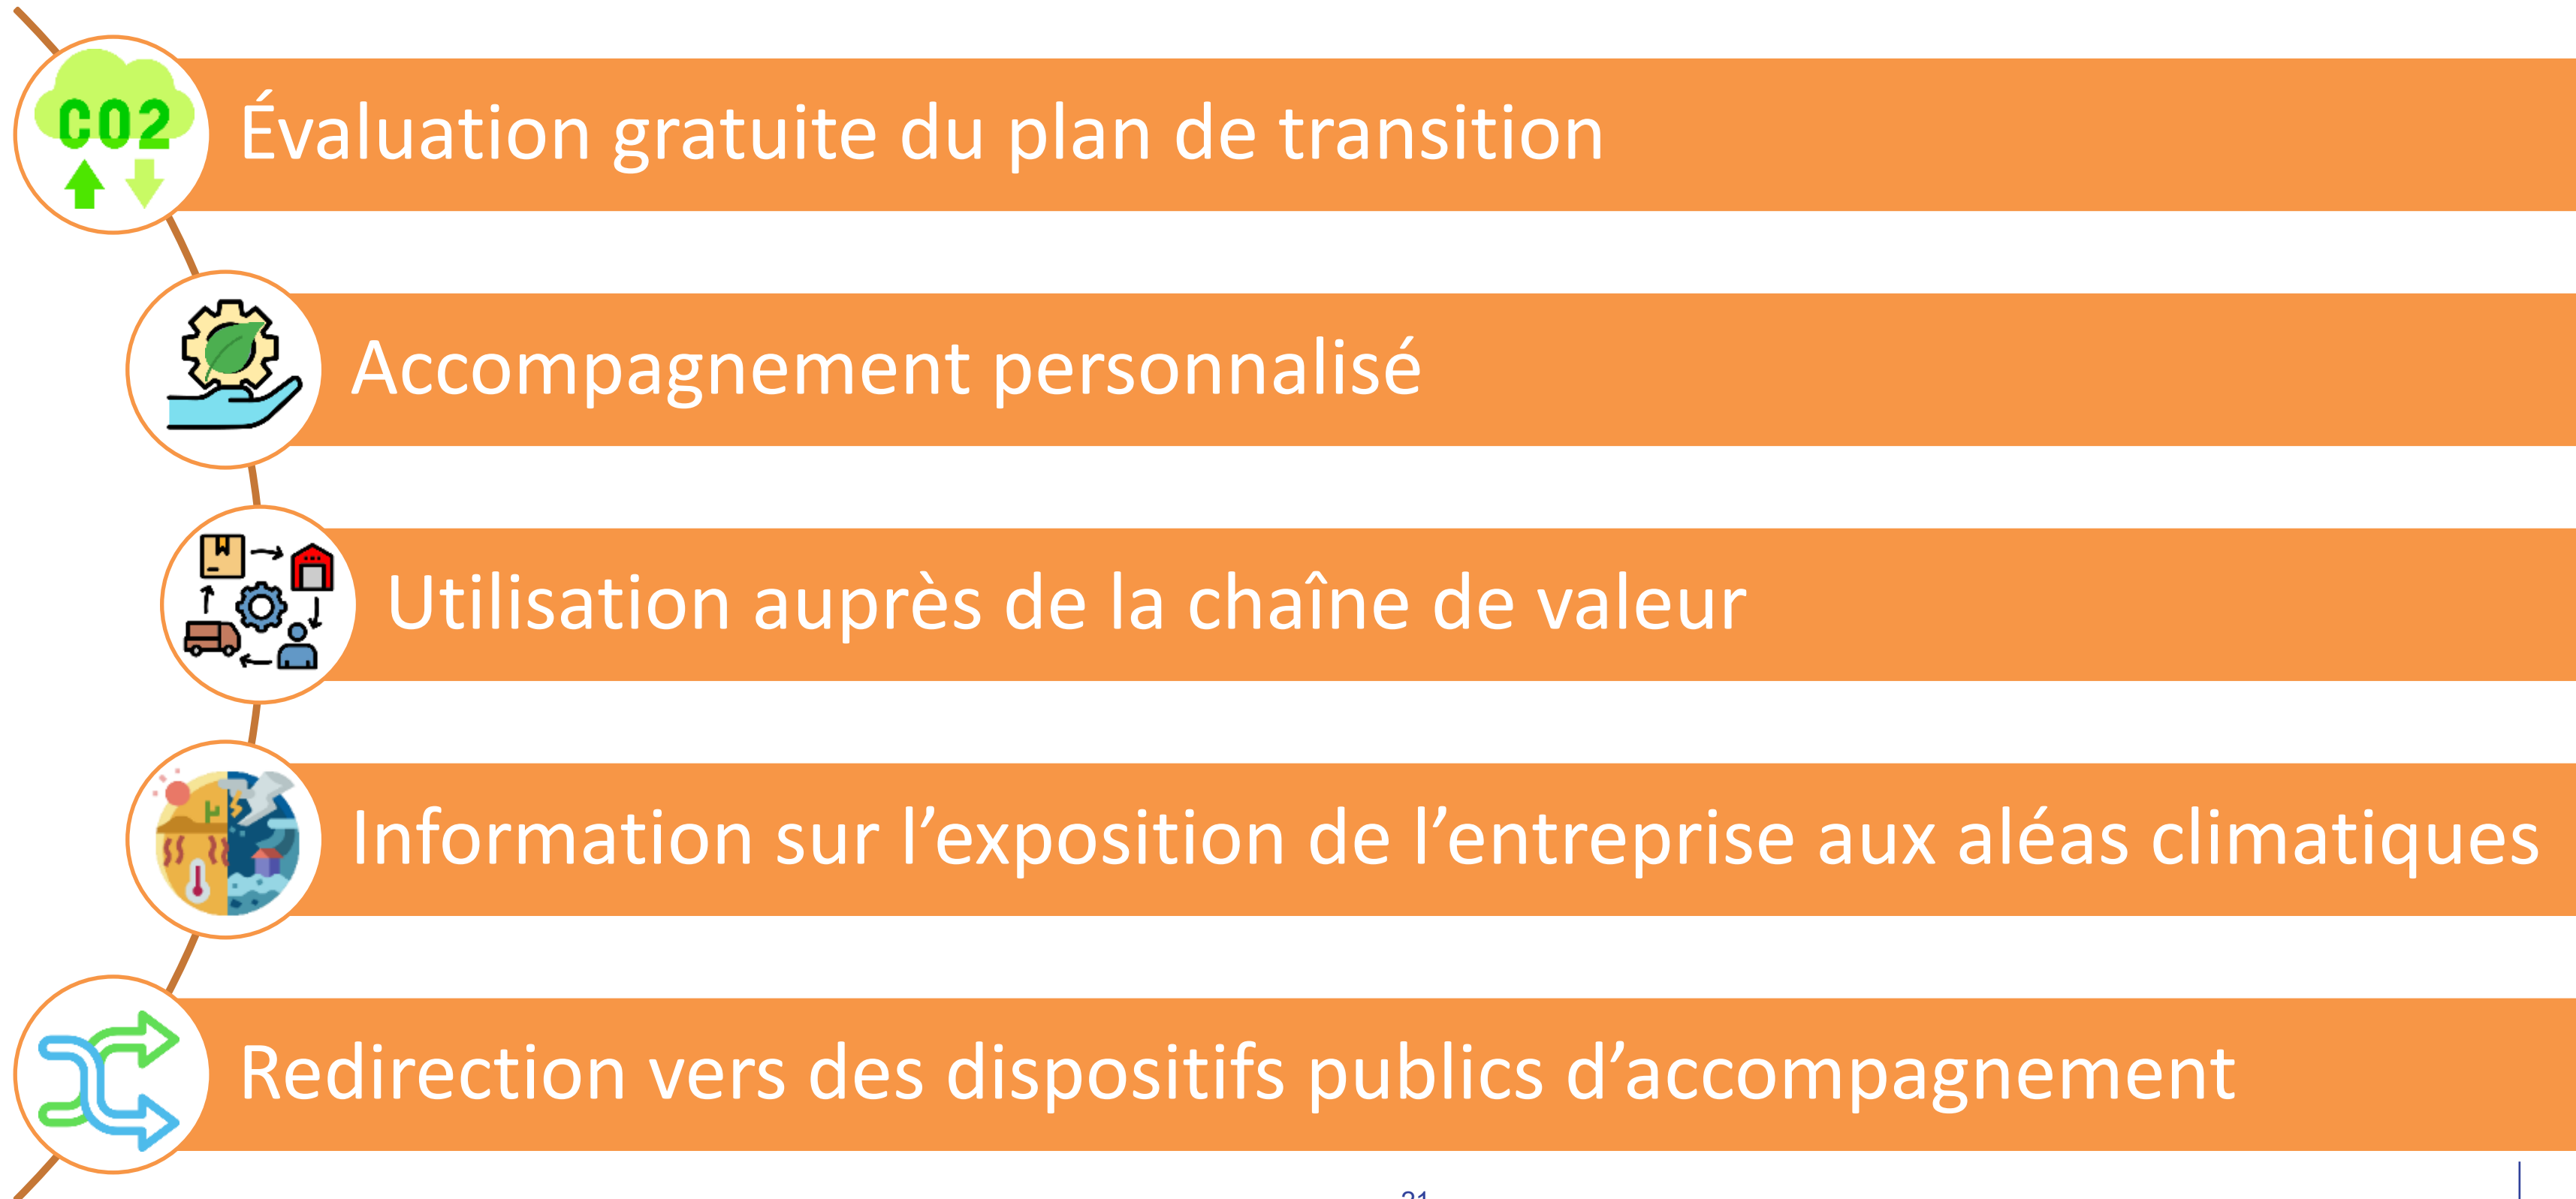 CO2
Évaluation gratuite du plan de transition
Accompagnement personnalisé
Utilisation auprès de la chaîne de valeur
Information sur l’exposition de l’entreprise aux aléas climatiques
Redirection vers des dispositifs publics d’accompagnement